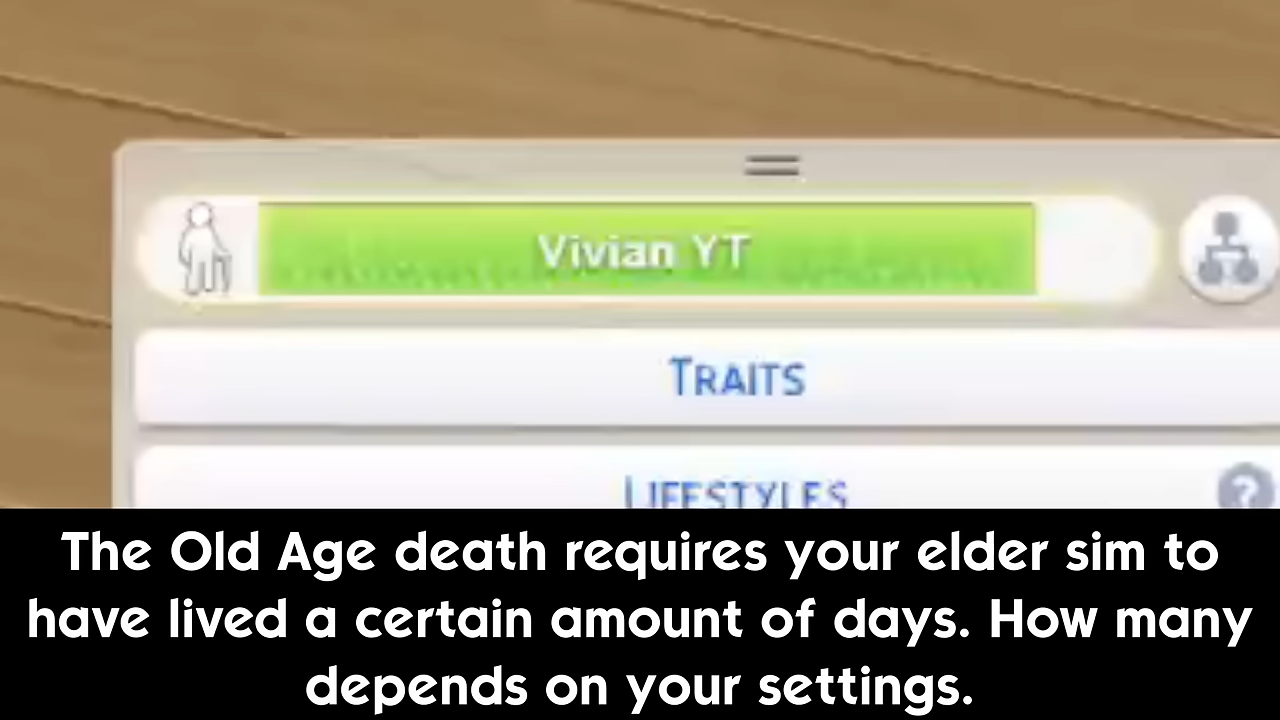 Vivian YT
TRAITS
LIFESTYLES
?
The Old Age death requires your elder sim to
have lived a certain amount of days. How many
depends on your settings.